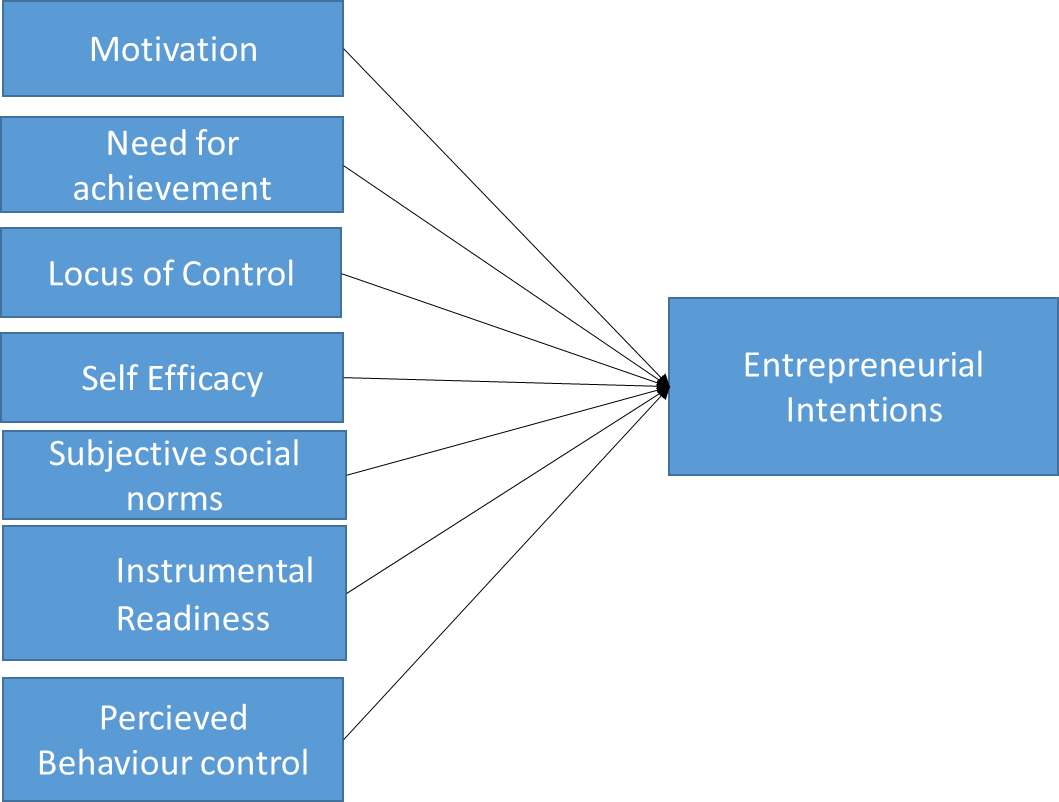 Motivation
Need for
achievement
Locus of Control
Self Efficacy
Subjective social
norms
Instrumental
Readiness
Percieved
Behaviour control
Entrepreneurial
Intentions